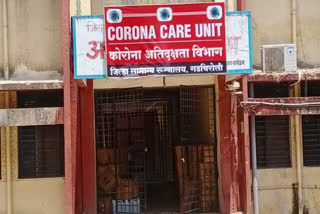 CORONA CARE UNIT
कोरोना अतिदक्षता विभाग
जिल्हा सामान्य रूग्णालय, गडचिरोली